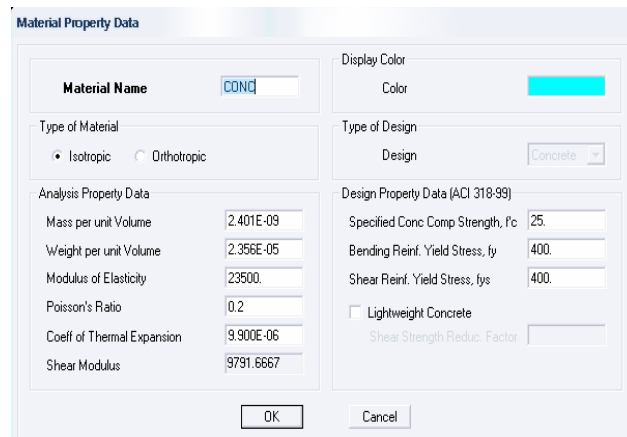 Material Property Data
Material Name CONC
Display Color
Color
Type of Material
Isotropic Orthotropic
Type of Design
Design Concrete
Analysis Property Data
Mass per unit Volume 2.401E-09
Weight per unit Volume 2.356E-05
Modulus of Elasticity 23500.
Poisson's Ratio 0.2
Coeff of Thermal Expansion 9.900E-06
Shear Modulus 9791.6667
Design Property Data (ACI 318-99)
Specified Conc Comp Strength, f'c 25.
Bending Reinf. Yield Stress, fy 400.
Shear Reinf. Yield Stress, fys 400.
Lightweight Concrete
Shear Strength Reduc. Factor
OK Cancel